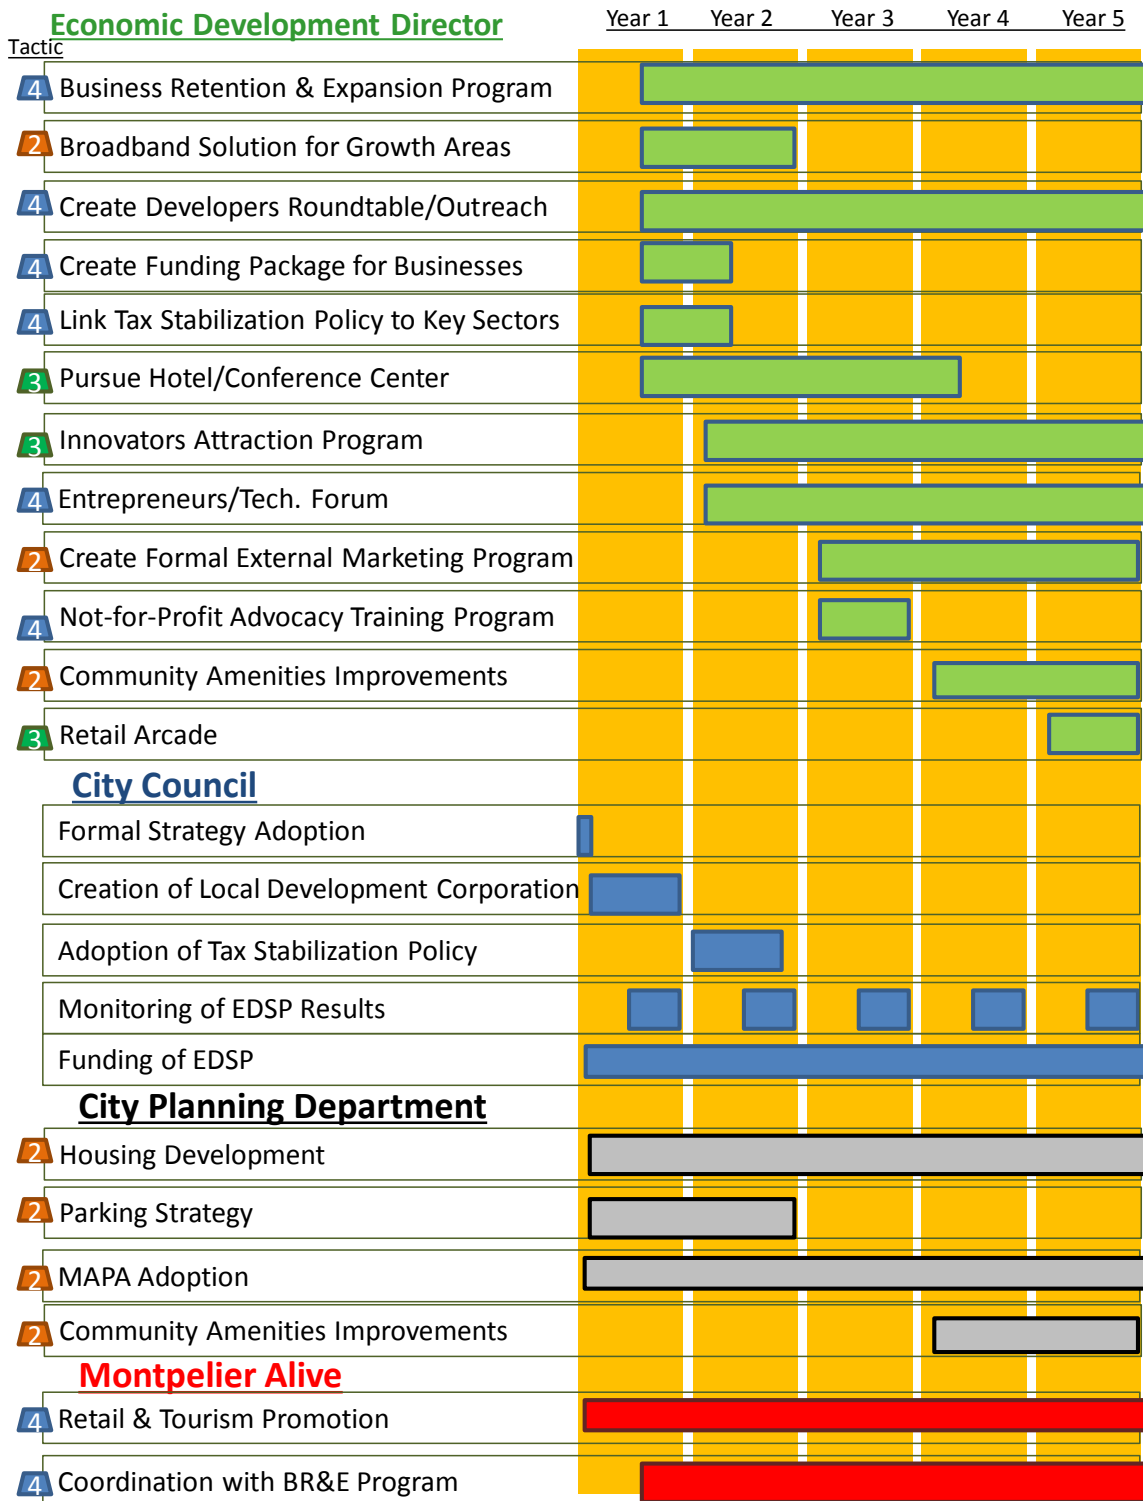 Economic Development Director
Year 1 Year 2 Year 3 Year 4 Year 5
Tactic
4 Business Retention & Expansion Program
2 Broadband Solution for Growth Areas
4 Create Developers Roundtable/Outreach
4 Create Funding Package for Businesses
4 Link Tax Stabilization Policy to Key Sectors
3 Pursue Hotel/Conference Center
3 Innovators Attraction Program
4 Entrepreneurs/Tech. Forum
2 Create Formal External Marketing Program
4 Not-for-Profit Advocacy Training Program
2 Community Amenities Improvements
3 Retail Arcade
City Council
Formal Strategy Adoption
Creation of Local Development Corporation
Adoption of Tax Stabilization Policy
Monitoring of EDSP Results
Funding of EDSP
City Planning Department
2 Housing Development
2 Parking Strategy
2 MAPA Adoption
2 Community Amenities Improvements
Montpelier Alive
4 Retail & Tourism Promotion
4 Coordination with BR&E Program